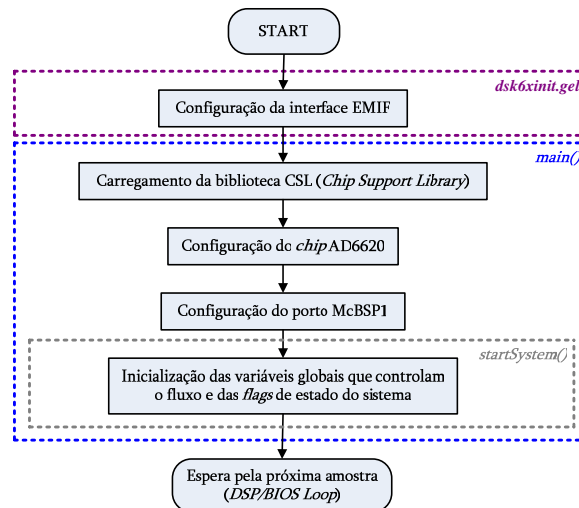 START
dsk6xinit.gel
Configuração da interface EMIF
main()
Carregamento da biblioteca CSL (Chip Support Library)
Configuração do chip AD6620
Configuração do porto McBSP1
startSystem()
Inicialização das variáveis globais que controlam
o fluxo e das flags de estado do sistema
Espera pela próxima amostra
(DSP/BIOS Loop)